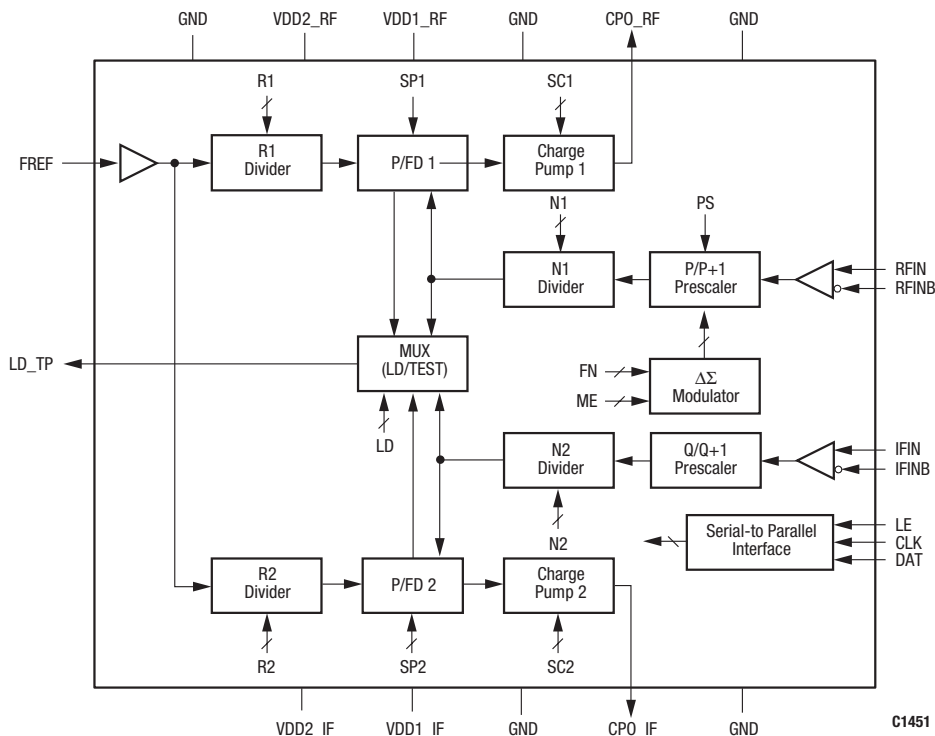 GND
VDD2_RF
VDD1_RF
GND
CPO_RF
GND
R1
SP1
SC1
FREF
R1
Divider
P/FD 1
Charge
Pump 1
N1
PS
N1
Divider
P/P+1
Prescaler
RFIN
RFINB
LD_TP
MUX
(LD/TEST)
FN
ME
ΔΣ
Modulator
LD
N2
Divider
Q/Q+1
Prescaler
IFIN
IFINB
N2
Serial-to Parallel
Interface
LE
CLK
DAT
R2
Divider
P/FD 2
Charge
Pump 2
R2
SP2
SC2
VDD2_IF
VDD1_IF
GND
CPO_IF
GND
C1451